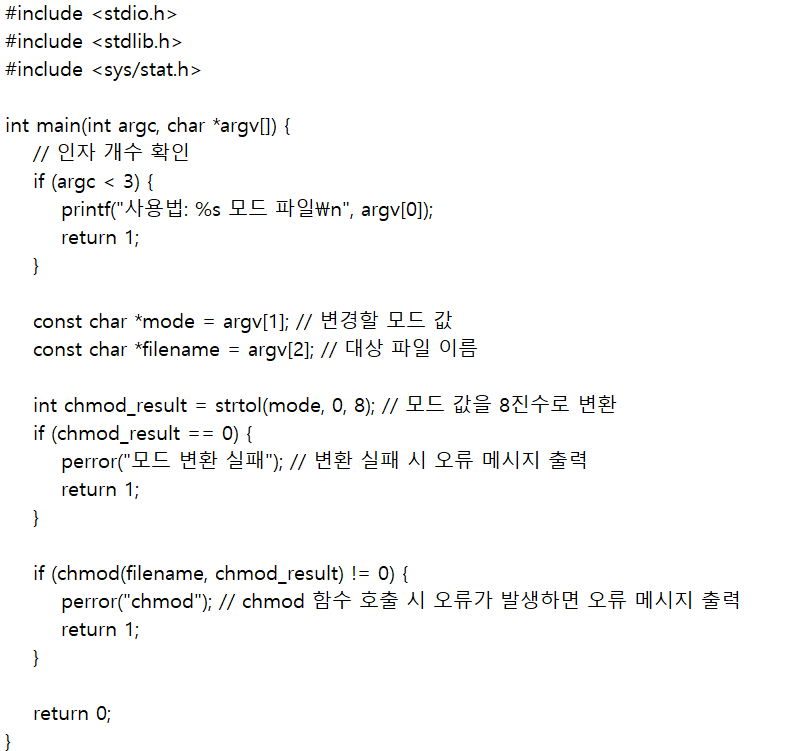 #include <stdio.h>
#include <stdlib.h>
#include <sys/stat.h>

int main(int argc, char *argv[]) {
    // 인자 개수 확인
    if (argc < 3) {
        printf("사용법: %s 모드 파일₩n", argv[0]);
        return 1;
    }

    const char *mode = argv[1]; // 변경할 모드 값
    const char *filename = argv[2]; // 대상 파일 이름

    int chmod_result = strtol(mode, 0, 8); // 모드 값을 8진수로 변환
    if (chmod_result == 0) {
        perror("모드 변환 실패"); // 변환 실패 시 오류 메시지 출력
        return 1;
    }

    if (chmod(filename, chmod_result) != 0) {
        perror("chmod"); // chmod 함수 호출 시 오류가 발생하면 오류 메시지 출력
        return 1;
    }

    return 0;
}